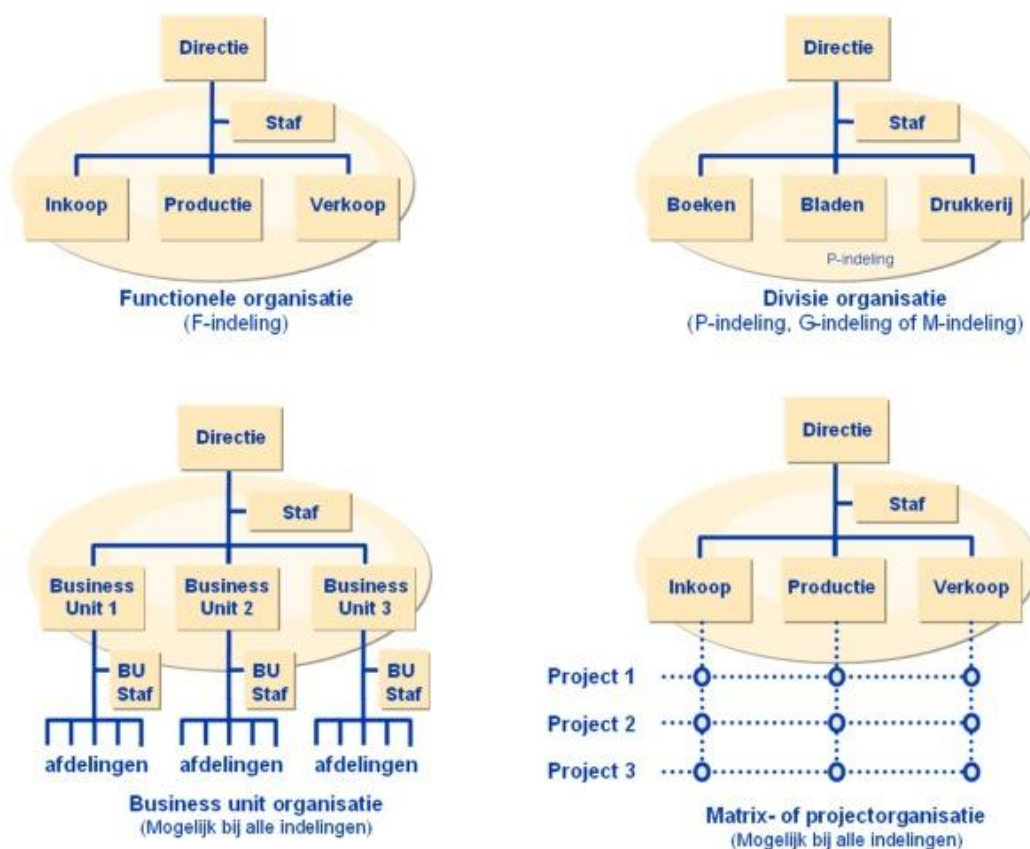 Directie
Staf
Inkoop Productie Verkoop
Functionele organisatie
(F-indeling)
Directie
Staf
Boeken Bladen Drukkerij
P-indeling
Divisie organisatie
(P-indeling, G-indeling of M-indeling)
Directie
Staf
Business Unit 1
Business Unit 2
Business Unit 3
BU Staf
BU Staf
BU Staf
afdelingen afdelingen afdelingen
Business unit organisatie
(Mogelijk bij alle indelingen)
Directie
Staf
Inkoop Productie Verkoop
Project 1
Project 2
Project 3
Matrix- of projectorganisatie
(Mogelijk bij alle indelingen)